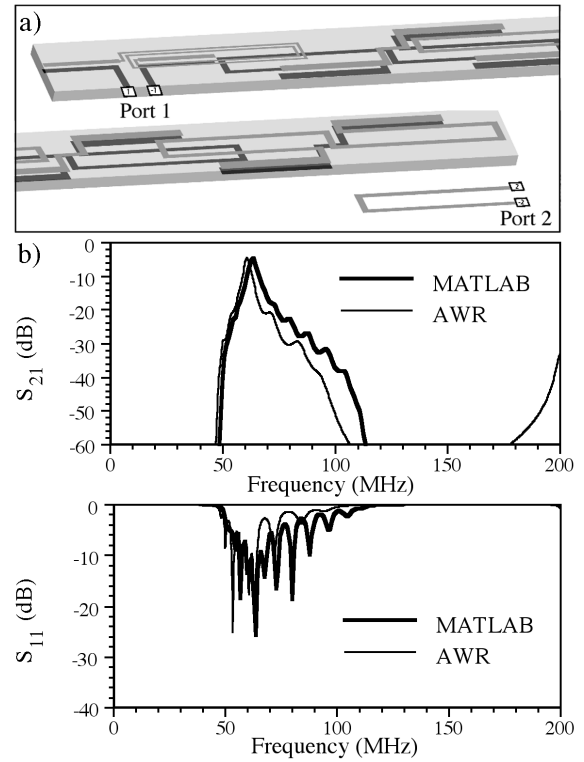 a)
1
-1
Port 1
2
-2
Port 2
b)
0
-10
-20
-30
-40
-50
-60
S21 (dB)
MATLAB
AWR
0 50 100 150 200
Frequency (MHz)
0
-10
-20
-30
-40
S11 (dB)
MATLAB
AWR
0 50 100 150 200
Frequency (MHz)